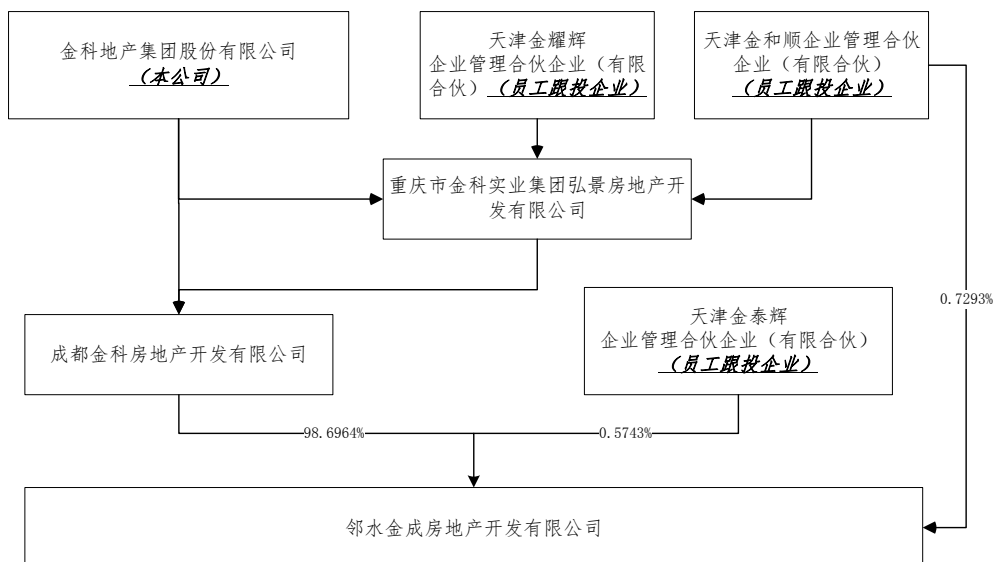 金科地产集团股份有限公司
（本公司）
天津金耀辉
企业管理合伙企业（有限
合伙）（员工跟投企业）
天津金和顺企业管理合伙
企业（有限合伙）
（员工跟投企业）
重庆市金科实业集团弘景房地产开
发有限公司
0.7293%
成都金科房地产开发有限公司
天津金泰辉
企业管理合伙企业（有限合伙）
（员工跟投企业）
98.6964%
0.5743%
邻水金成房地产开发有限公司